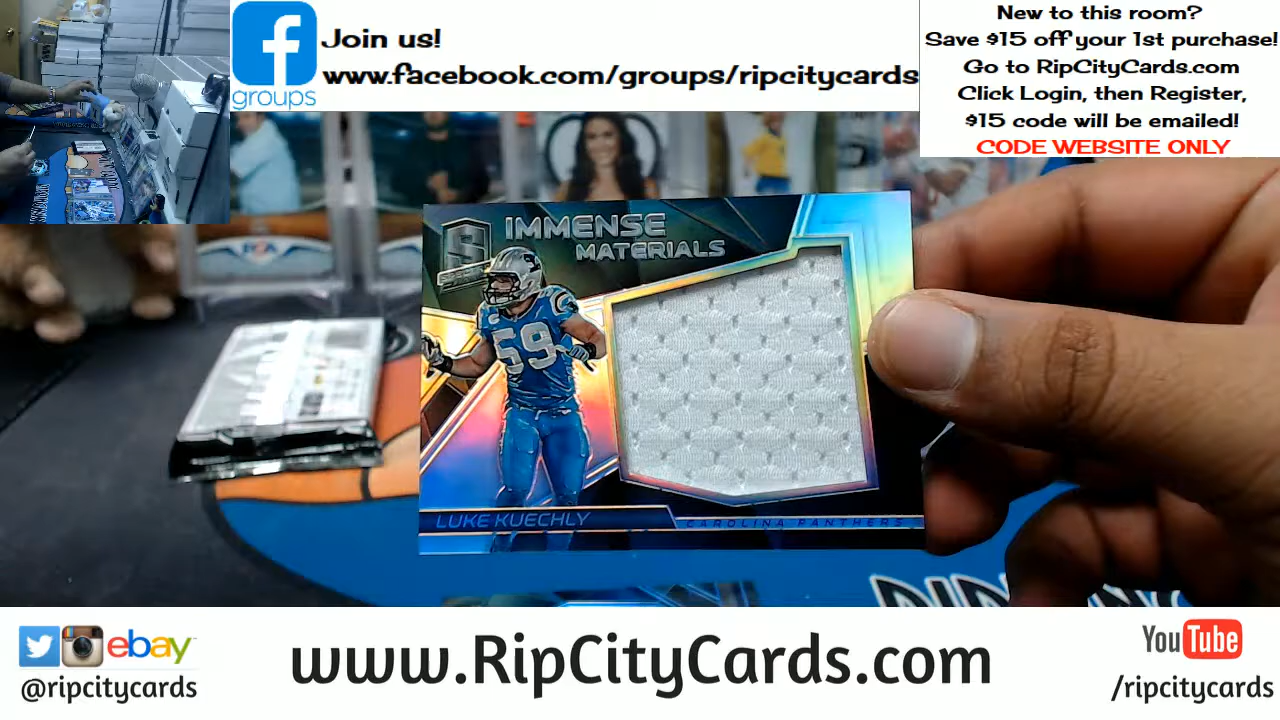 f
groups
Join us!
www.facebook.com/groups/ripcitycards
New to this room?
Save $15 off your 1st purchase!
Go to RipCityCards.com
Click Login, then Register,
$15 code will be emailed!
CODE WEBSITE ONLY
S
IMMENSE
MATERIALS
59
LUKE KUECHLY
CAROLINA PANTHERS
ebay
@ripcitycards
www.RipCityCards.com
YouTube
/ripcitycards